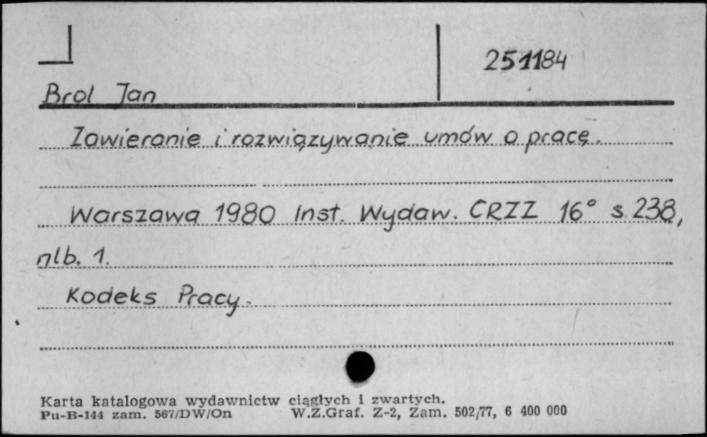 251184
Brol Jan
Zawieranie i rozwiązywanie umów o pracę.
Warszawa 1980 Inst. Wydaw. CRZZ 16° s. 238,
nlb. 1.
Kodeks Pracy.
Karta katalogowa wydawnictw ciągłych i zwartych.
Pu-B-144 zam. 567/DW/On W.Z.Graf. Z-2, Zam. 502/77, 6 400 000